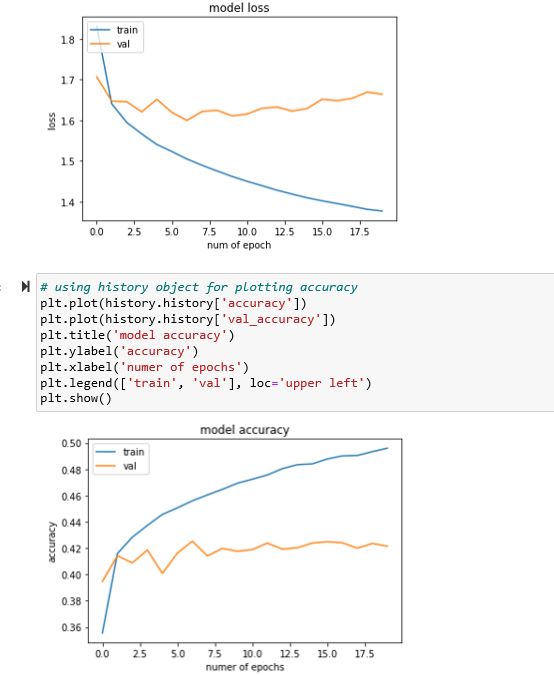 model loss
train
val
1.8
1.7
1.6
1.5
1.4
loss
0.0 2.5 5.0 7.5 10.0 12.5 15.0 17.5
num of epoch
:
# using history object for plotting accuracy
plt.plot(history.history['accuracy'])
plt.plot(history.history['val_accuracy'])
plt.title('model accuracy')
plt.ylabel('accuracy')
plt.xlabel('numer of epochs')
plt.legend(['train', 'val'], loc='upper left')
plt.show()
model accuracy
train
val
0.50
0.48
0.46
0.44
0.42
0.40
0.38
0.36
accuracy
0.0 2.5 5.0 7.5 10.0 12.5 15.0 17.5
numer of epochs